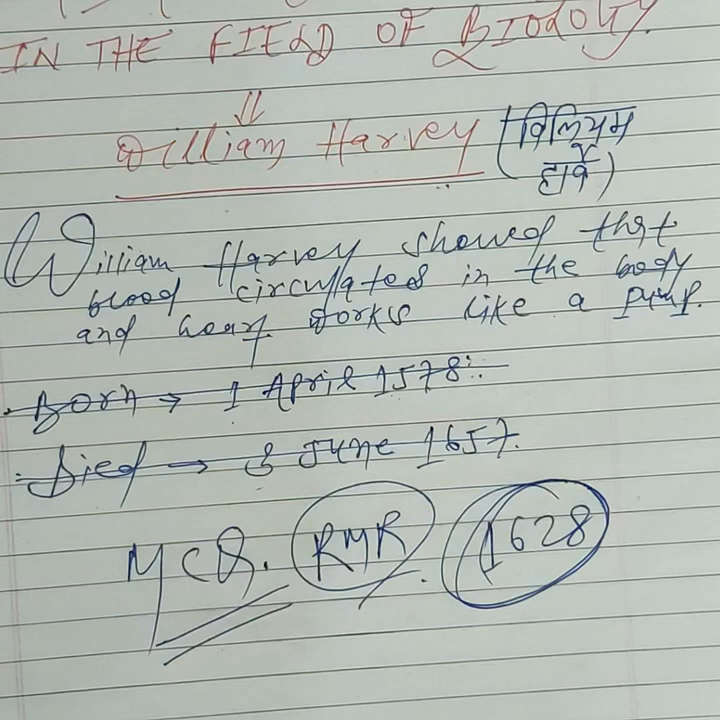 IN THE FIELD OF BIOLOGY.
⇓
William Harvey (विलियम
हार्वे)
William Harvey showed that
blood circulated in the body
and heart works like a pump.
Born → 1 April 1578:-
Died → 3 June 1657.
MCQ. RMR. 1628